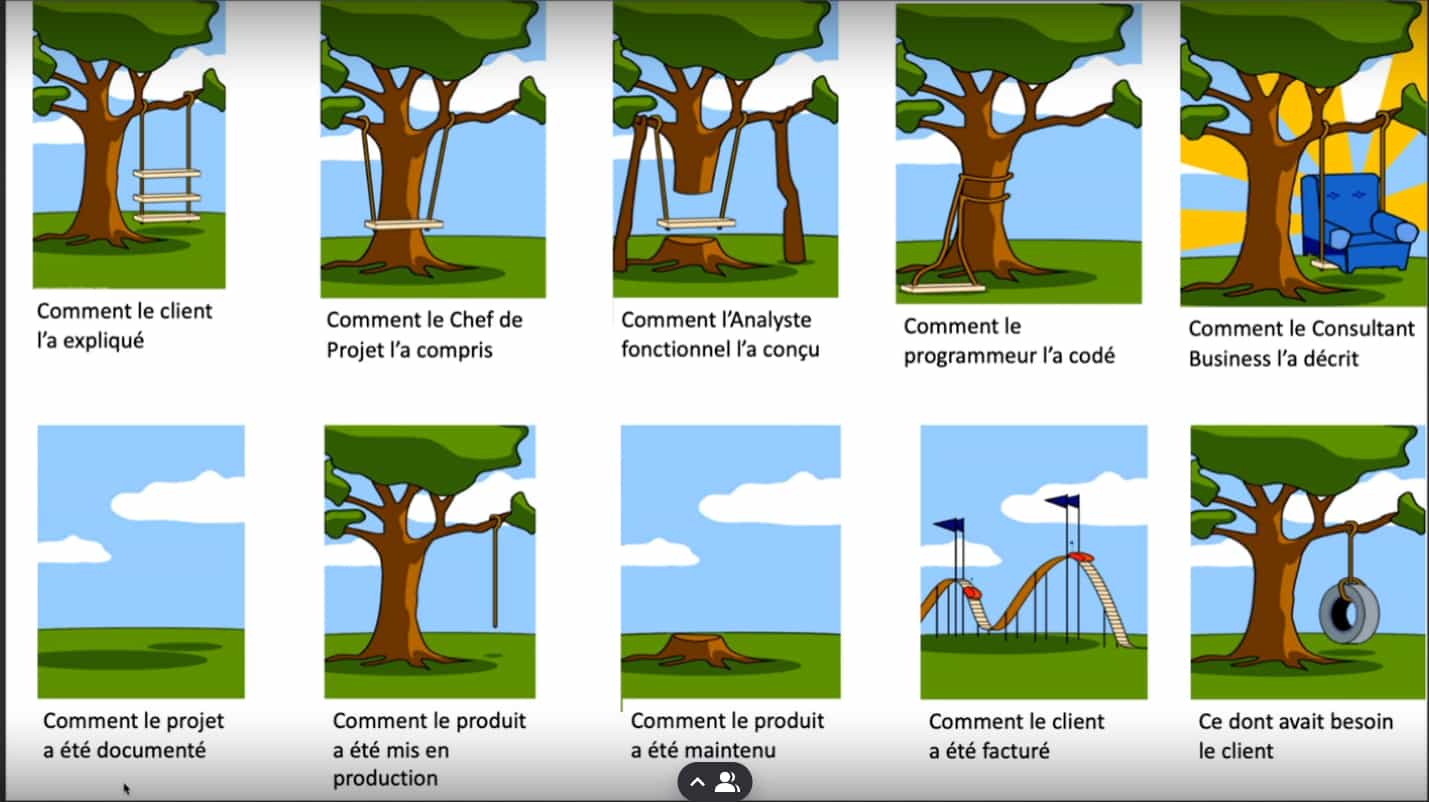 Comment le client
l’a expliqué
Comment le Chef de
Projet l’a compris
Comment l’Analyste
fonctionnel l’a conçu
Comment le
programmeur l’a codé
Comment le Consultant
Business l’a décrit
Comment le projet
a été documenté
Comment le produit
a été mis en
production
Comment le produit
a été maintenu
Comment le client
a été facturé
Ce dont avait besoin
le client